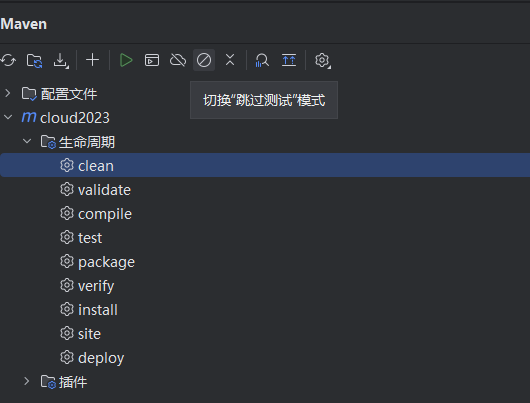 Maven
切换“跳过测试”模式
配置文件
cloud2023
生命周期
clean
validate
compile
test
package
verify
install
site
deploy
插件